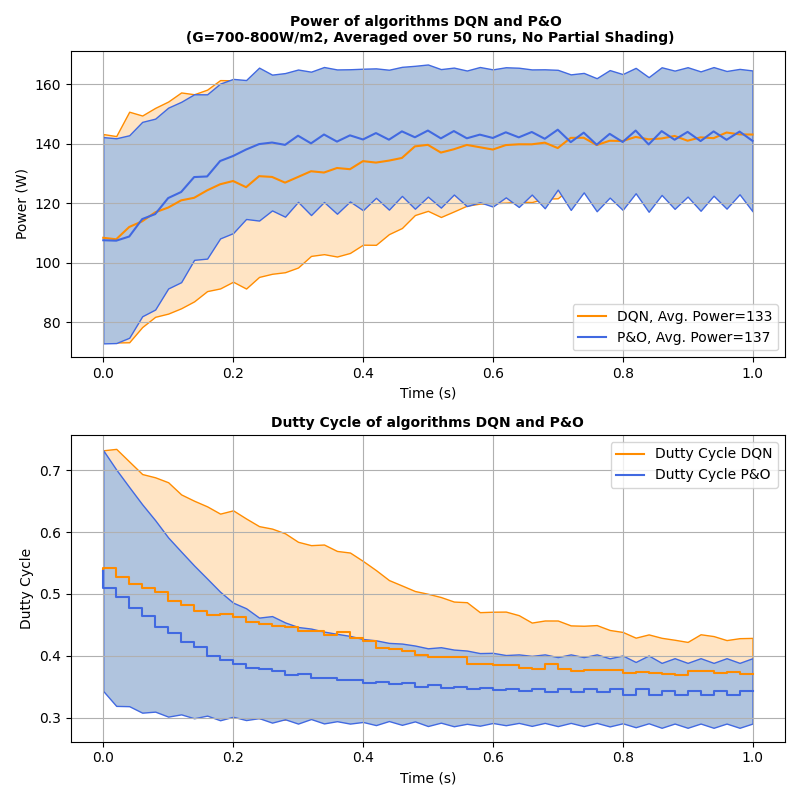 Power of algorithms DQN and P&O
(G=700-800W/m2, Averaged over 50 runs, No Partial Shading)
Power (W)
160
140
120
100
80
DQN, Avg. Power=133
P&O, Avg. Power=137
0.0 0.2 0.4 0.6 0.8 1.0
Time (s)
Dutty Cycle of algorithms DQN and P&O
Dutty Cycle
0.7
0.6
0.5
0.4
0.3
Dutty Cycle DQN
Dutty Cycle P&O
0.0 0.2 0.4 0.6 0.8 1.0
Time (s)